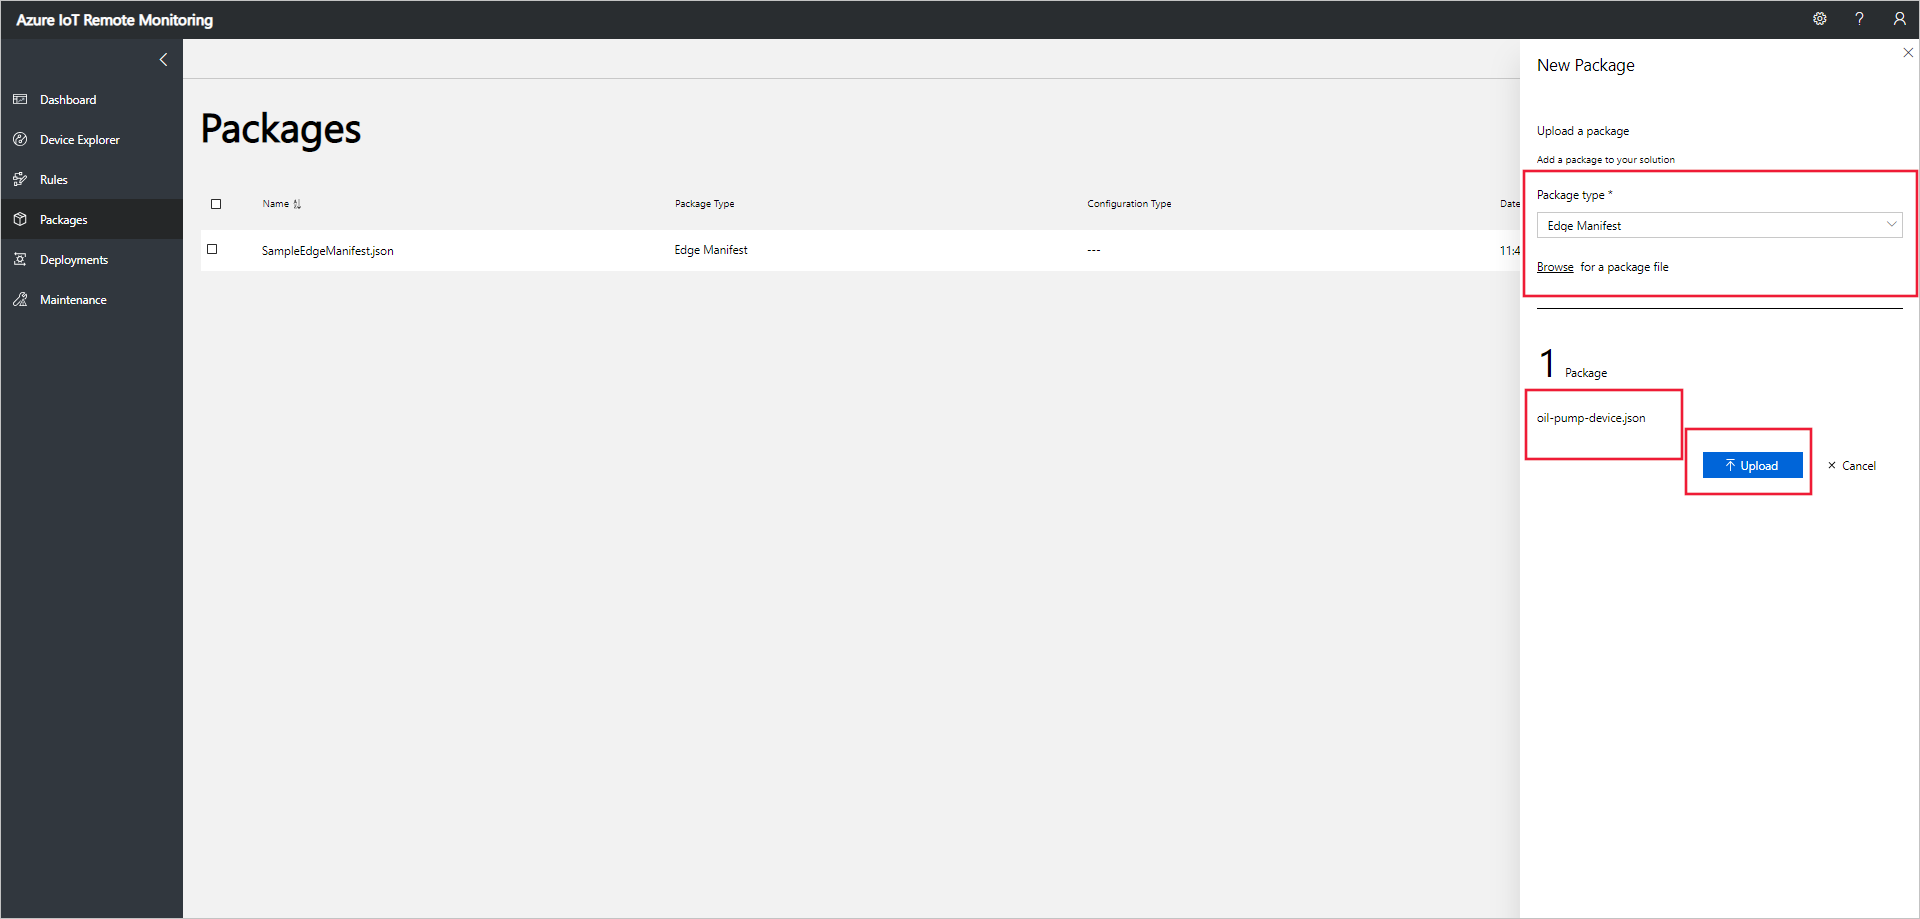 Azure IoT Remote Monitoring
?
Dashboard
Device Explorer
Rules
Packages
Deployments
Maintenance
Packages
Name Package Type Configuration Type Date
SampleEdgeManifest.json Edge Manifest --- 11:4
New Package
Upload a package
Add a package to your solution
Package type *
Edge Manifest
Browse for a package file
1 Package
oil-pump-device.json
Upload Cancel